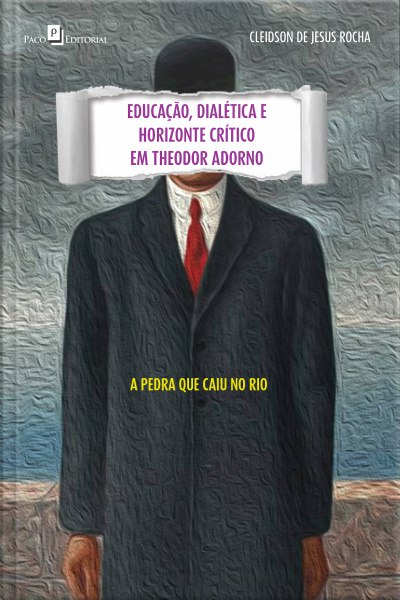 PACO EDITORIAL
CLEIDSON DE JESUS ROCHA
EDUCAÇÃO, DIALÉTICA E
HORIZONTE CRÍTICO
EM THEODOR ADORNO
A PEDRA QUE CAIU NO RIO